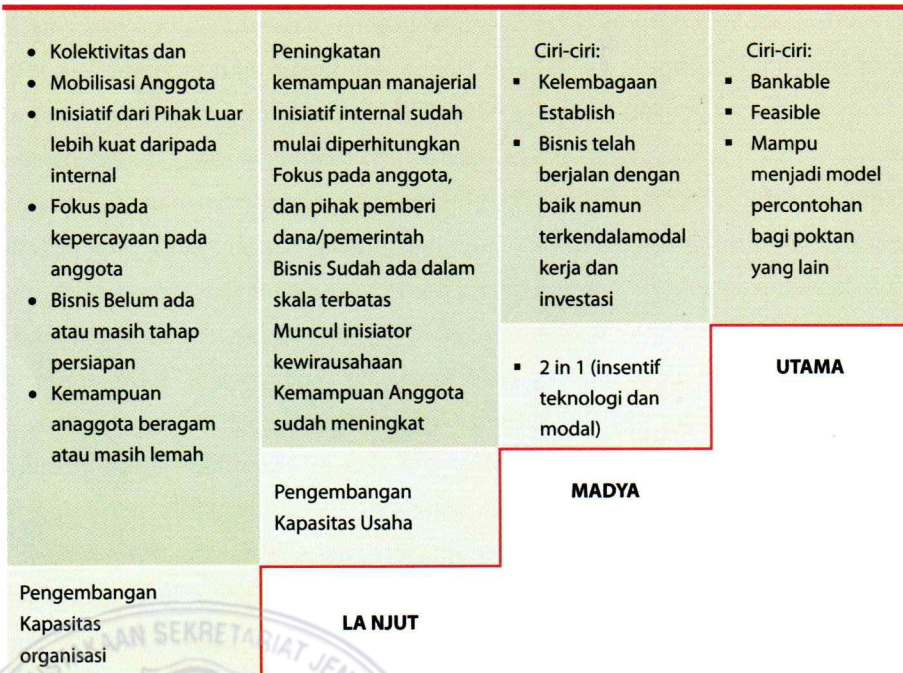 • Kolektivitas dan
• Mobilisasi Anggota
• Inisiatif dari Pihak Luar
lebih kuat daripada
internal
• Fokus pada
kepercayaan pada
anggota
• Bisnis Belum ada
atau masih tahap
persiapan
• Kemampuan
anaggota beragam
atau masih lemah
Pengembangan
Kapasitas
organisasi
Peningkatan
kemampuan manajerial
Inisiatif internal sudah
mulai diperhitungkan
Fokus pada anggota,
dan pihak pemberi
dana/pemerintah
Bisnis Sudah ada dalam
skala terbatas
Muncul inisiator
kewirausahaan
Kemampuan Anggota
sudah meningkat
Pengembangan
Kapasitas Usaha
LA NJUT
Ciri-ciri:
▪ Kelembagaan
Establish
▪ Bisnis telah
berjalan dengan
baik namun
terkendalamodal
kerja dan
investasi
▪ 2 in 1 (insentif
teknologi dan
modal)
MADYA
Ciri-ciri:
▪ Bankable
▪ Feasible
▪ Mampu
menjadi model
percontohan
bagi poktan
yang lain
UTAMA
SEKRETARIAT